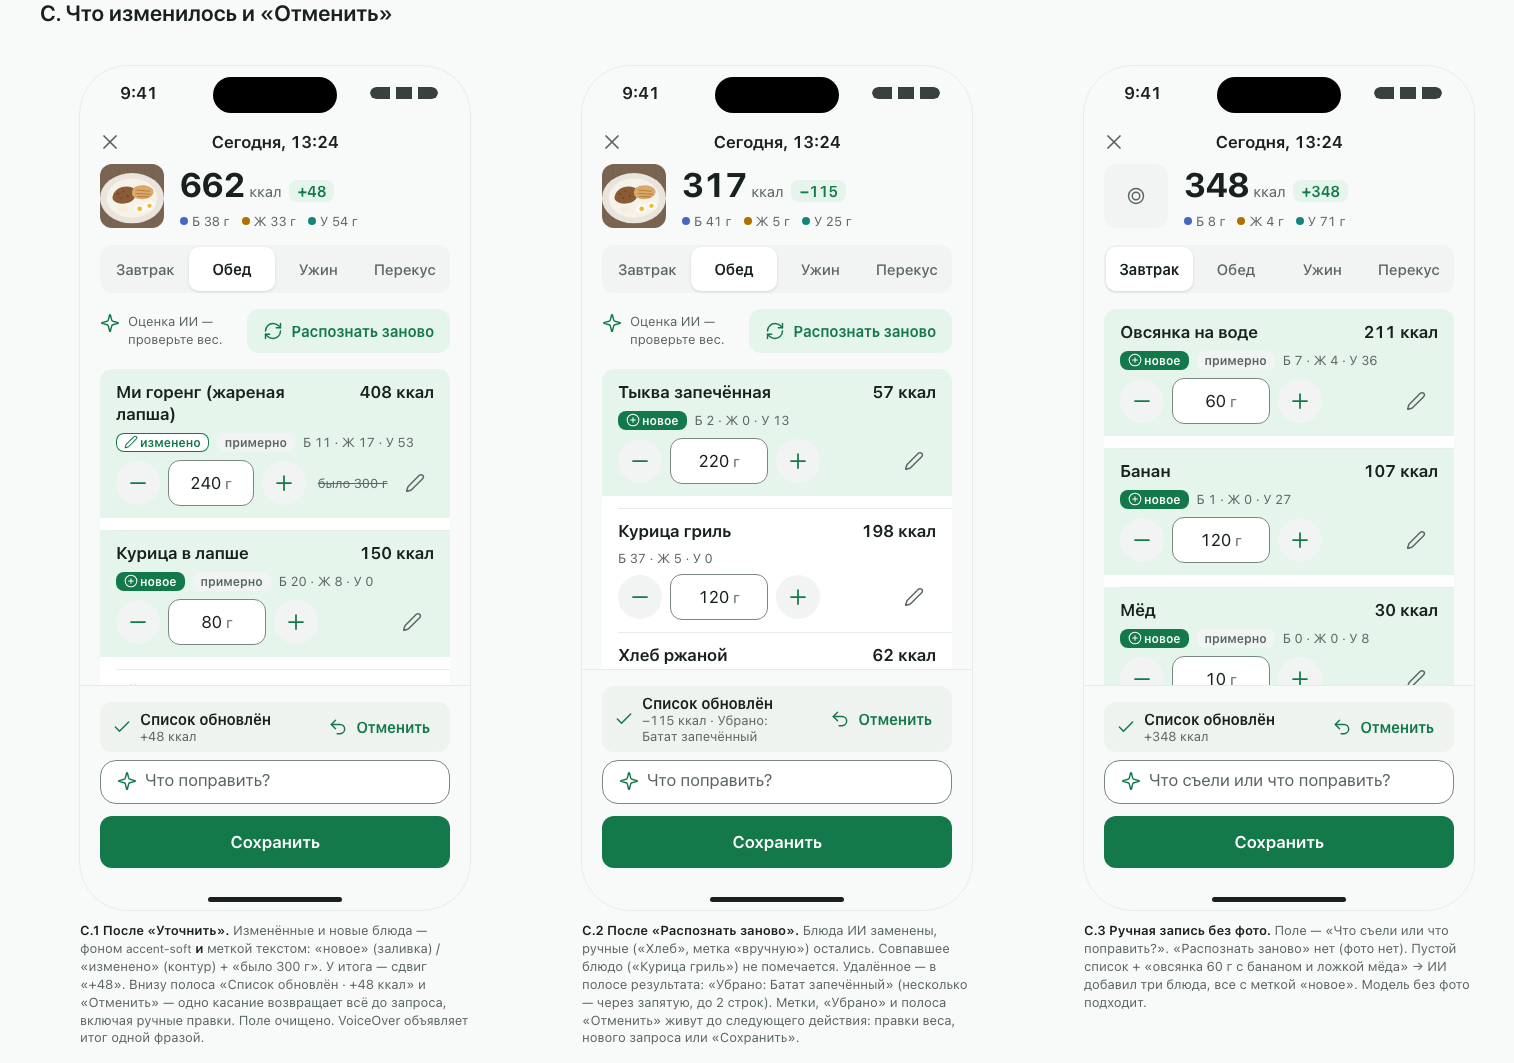 С. Что изменилось и «Отменить»
9:41
Сегодня, 13:24
662 ккал +48
Б 38 г Ж 33 г У 54 г
Завтрак Обед Ужин Перекус
Оценка ИИ —
проверьте вес.
Распознать заново
Ми горенг (жареная
лапша)
408 ккал
изменено примерно Б 11 · Ж 17 · У 53
240 г было 300 г
Курица в лапше 150 ккал
новое примерно Б 20 · Ж 8 · У 0
80 г
Список обновлён
+48 ккал
Отменить
Что поправить?
Сохранить
С.1 После «Уточнить». Изменённые и новые блюда —
фоном accent-soft и меткой текстом: «новое» (заливка) /
«изменено» (контур) + «было 300 г». У итога — сдвиг
«+48». Внизу полоса «Список обновлён · +48 ккал» и
«Отменить» — одно касание возвращает всё до запроса,
включая ручные правки. Поле очищено. VoiceOver объявляет
итог одной фразой.
9:41
Сегодня, 13:24
317 ккал −115
Б 41 г Ж 5 г У 25 г
Завтрак Обед Ужин Перекус
Оценка ИИ —
проверьте вес.
Распознать заново
Тыква запечённая 57 ккал
новое Б 2 · Ж 0 · У 13
220 г
Курица гриль 198 ккал
Б 37 · Ж 5 · У 0
120 г
Хлеб ржаной 62 ккал
Список обновлён
−115 ккал · Убрано:
Батат запечённый
Отменить
Что поправить?
Сохранить
С.2 После «Распознать заново». Блюда ИИ заменены,
ручные («Хлеб», метка «вручную») остались. Совпавшее
блюдо («Курица гриль») не помечается. Удалённое — в
полосе результата: «Убрано: Батат запечённый» (несколько
— через запятую, до 2 строк). Метки, «Убрано» и полоса
«Отменить» живут до следующего действия: правки веса,
нового запроса или «Сохранить».
9:41
Сегодня, 13:24
348 ккал +348
Б 8 г Ж 4 г У 71 г
Завтрак Обед Ужин Перекус
Овсянка на воде 211 ккал
новое примерно Б 7 · Ж 4 · У 36
60 г
Банан 107 ккал
новое Б 1 · Ж 0 · У 27
120 г
Мёд 30 ккал
новое примерно Б 0 · Ж 0 · У 8
10 г
Список обновлён
+348 ккал
Отменить
Что съели или что поправить?
Сохранить
С.3 Ручная запись без фото. Поле — «Что съели или что
поправить?». «Распознать заново» нет (фото нет). Пустой
список + «овсянка 60 г с бананом и ложкой мёда» → ИИ
добавил три блюда, все с меткой «новое». Модель без фото
подходит.